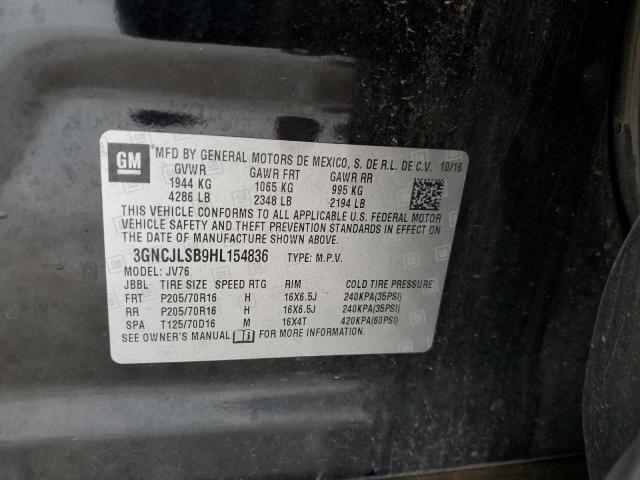 GM
MFD BY GENERAL MOTORS DE MEXICO, S. DE R.L. DE C.V. 10/16
GVWR GAWR FRT GAWR RR
1944 KG 1065 KG 995 KG
4286 LB 2348 LB 2194 LB
THIS VEHICLE CONFORMS TO ALL APPLICABLE U.S. FEDERAL MOTOR
VEHICLE SAFETY AND THEFT PREVENTION STANDARDS IN EFFECT ON
THE DATE OF MANUFACTURE SHOWN ABOVE.
3GNCJLSB9HL154836 TYPE: M.P.V.
MODEL: JV76
JBBL TIRE SIZE SPEED RTG RIM COLD TIRE PRESSURE
FRT P205/70R16 H 16X6.5J 240KPA(35PSI)
RR P205/70R16 H 16X6.5J 240KPA(35PSI)
SPA T125/70D16 M 16X4T 420KPA(60PSI)
SEE OWNER'S MANUAL FOR MORE INFORMATION.